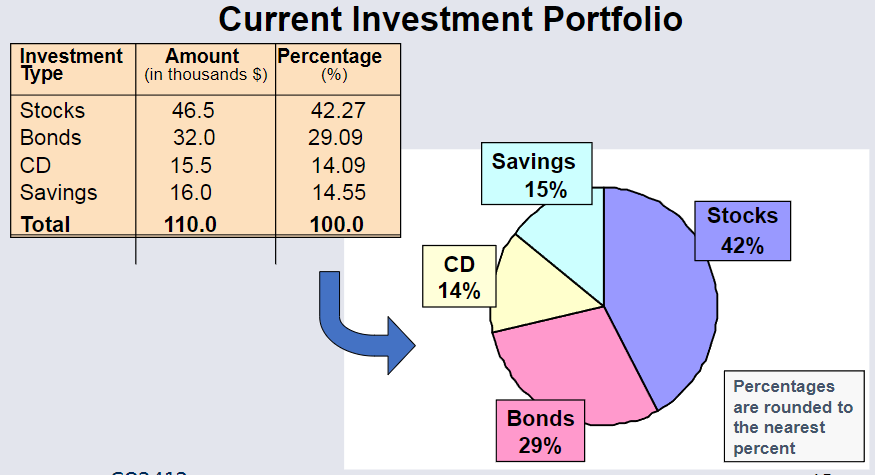 Current Investment Portfolio
Investment Type Amount (in thousands $) Percentage (%)
Stocks 46.5 42.27
Bonds 32.0 29.09
CD 15.5 14.09
Savings 16.0 14.55
Total 110.0 100.0
Savings
15%
Stocks
42%
CD
14%
Bonds
29%
Percentages
are rounded to
the nearest
percent